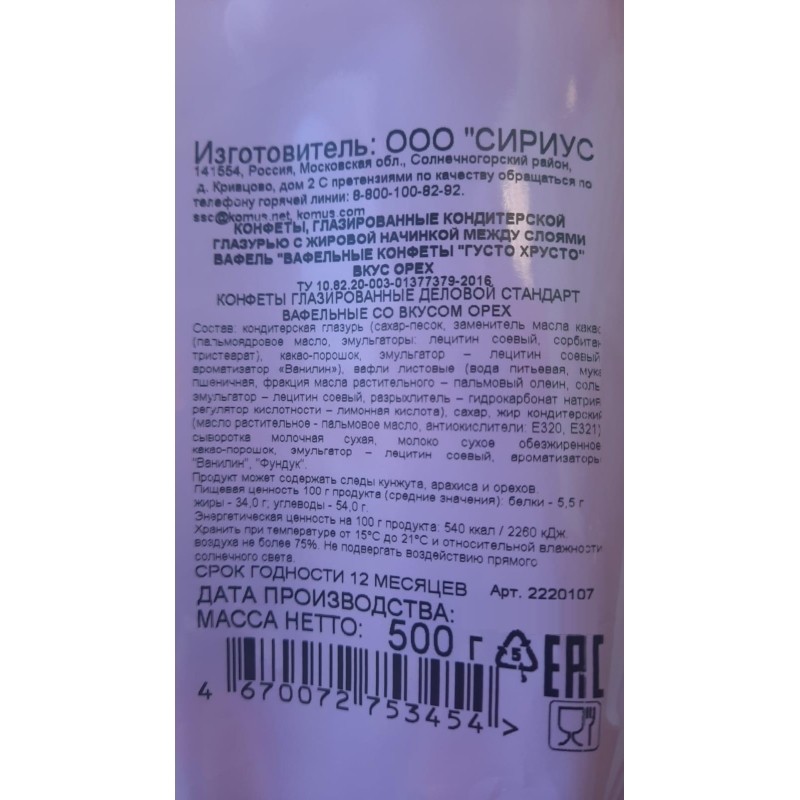 Изготовитель: ООО "СИРИУС
141554, Россия, Московская обл., Солнечногорский район,
д. Кривцово, дом 2 С претензиями по качеству обращаться по
телефону горячей линии: 8-800-100-82-92.
ssc@komus.net, komus.com
КОНФЕТЫ, ГЛАЗИРОВАННЫЕ КОНДИТЕРСКОЙ
ГЛАЗУРЬЮ С ЖИРОВОЙ НАЧИНКОЙ МЕЖДУ СЛОЯМИ
ВАФЕЛЬ "ВАФЕЛЬНЫЕ КОНФЕТЫ "ГУСТО ХРУСТО"
ВКУС ОРЕХ
ТУ 10.82.20-003-01377379-2016
КОНФЕТЫ ГЛАЗИРОВАННЫЕ ДЕЛОВОЙ СТАНДАРТ
ВАФЕЛЬНЫЕ СО ВКУСОМ ОРЕХ
Состав: кондитерская глазурь (сахар-песок, заменитель масла какао
(пальмоядровое масло, эмульгаторы: лецитин соевый, сорбитан
тристеарат), какао-порошок, эмульгатор – лецитин соевый,
ароматизатор «Ванилин»), вафли листовые (вода питьевая, мука
пшеничная, фракция масла растительного – пальмовый олеин, соль,
эмульгатор – лецитин соевый, разрыхлитель – гидрокарбонат натрия,
регулятор кислотности – лимонная кислота), сахар, жир кондитерский
(масло растительное - пальмовое масло, антиокислители: Е320, Е321)
сыворотка молочная сухая, молоко сухое обезжиренное
какао-порошок, эмульгатор – лецитин соевый, ароматизаторы
"Ванилин", "Фундук".
Продукт может содержать следы кунжута, арахиса и орехов.
Пищевая ценность 100 г продукта (средние значения): белки - 5,5 г
жиры - 34,0 г, углеводы - 54,0 г.
Энергетическая ценность на 100 г продукта: 540 ккал / 2260 кДж.
Хранить при температуре от 15°С до 21°С и относительной влажности
воздуха не более 75%. Не подвергать воздействию прямого
солнечного света.
СРОК ГОДНОСТИ 12 МЕСЯЦЕВ Арт. 2220107
ДАТА ПРОИЗВОДСТВА:
МАССА НЕТТО: 500 г
5
EAC
4 670072 753454 >